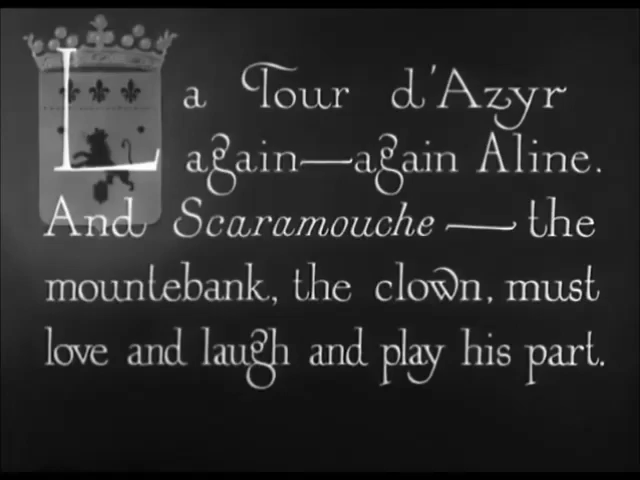 La Tour d'Azyr
again—again Aline.
And Scaramouche—the
mountebank, the clown, must
love and laugh and play his part.